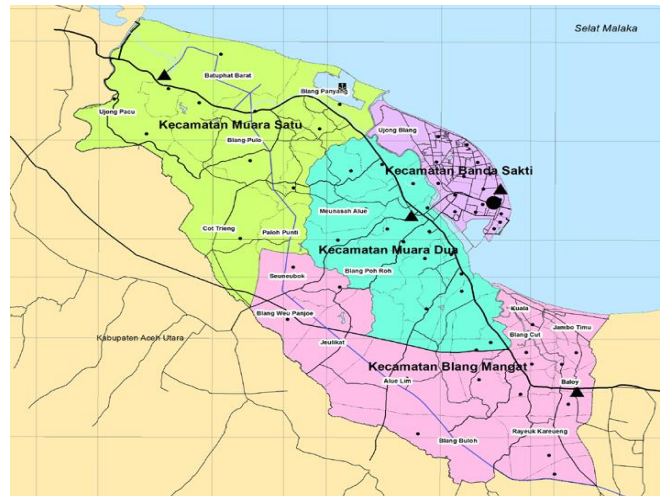 Selat Malaka
Batuphat Barat
Blang Panyang
Ujong Pacu
Kecamatan Muara Satu
Ujong Blang
Blang Pulo
Kecamatan Banda Sakti
Meunasah Alue
Cot Trieng
Paloh Punti
Kecamatan Muara Dua
Blang Poh Roh
Seuneubok
Blang Weu Panjoe
Kuala
Jambo Timu
Blang Cut
Kabupaten Aceh Utara
Jeulikat
Kecamatan Blang Mangat
Alue Lim
Baloy
Rayeuk Kareueng
Blang Buloh